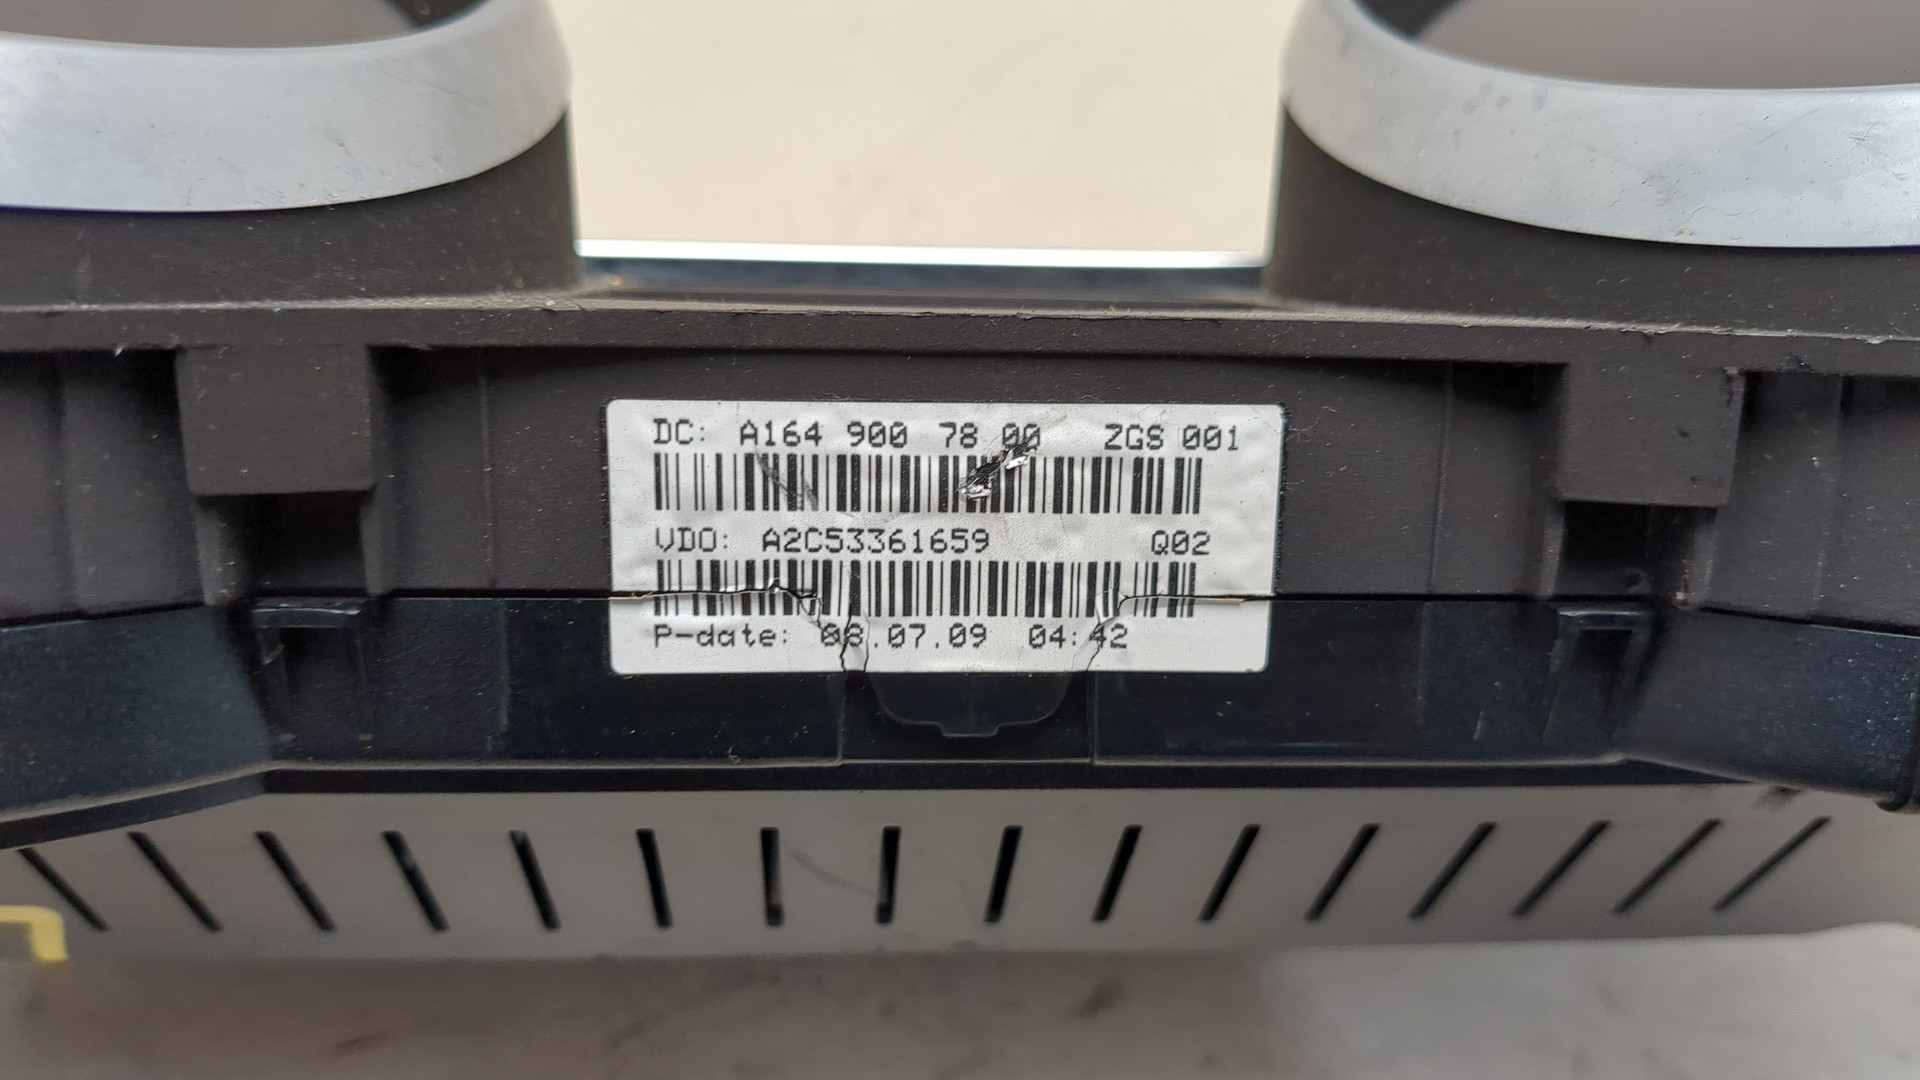 DC: A164 900 78 00 ZGS 001
VDO: A2C53361659 Q02
P-date: 08.07.09 04:42